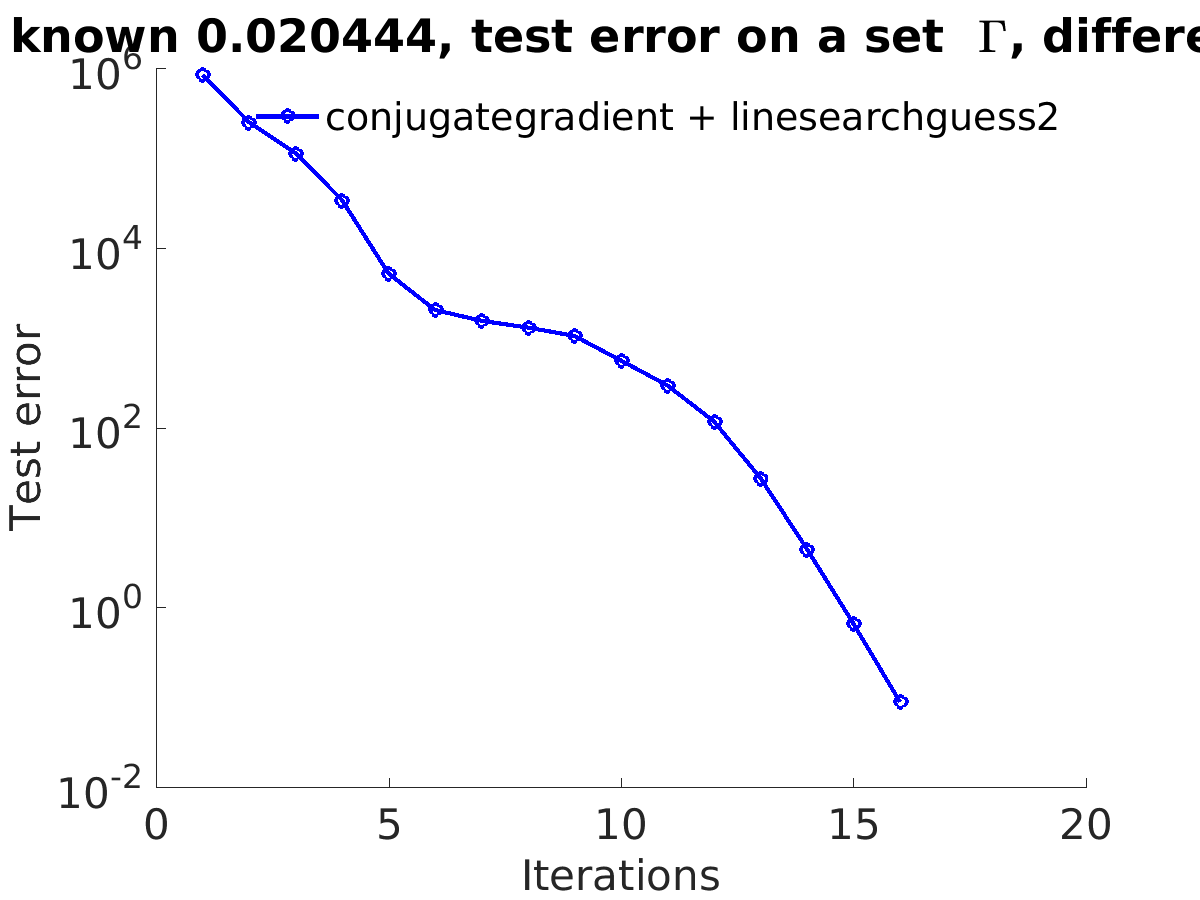 known 0.020444, test error on a set Γ, differe
10^6
conjugategradient + linesearchguess2
10^4
10^2
10^0
10^-2
Test error
0 5 10 15 20
Iterations